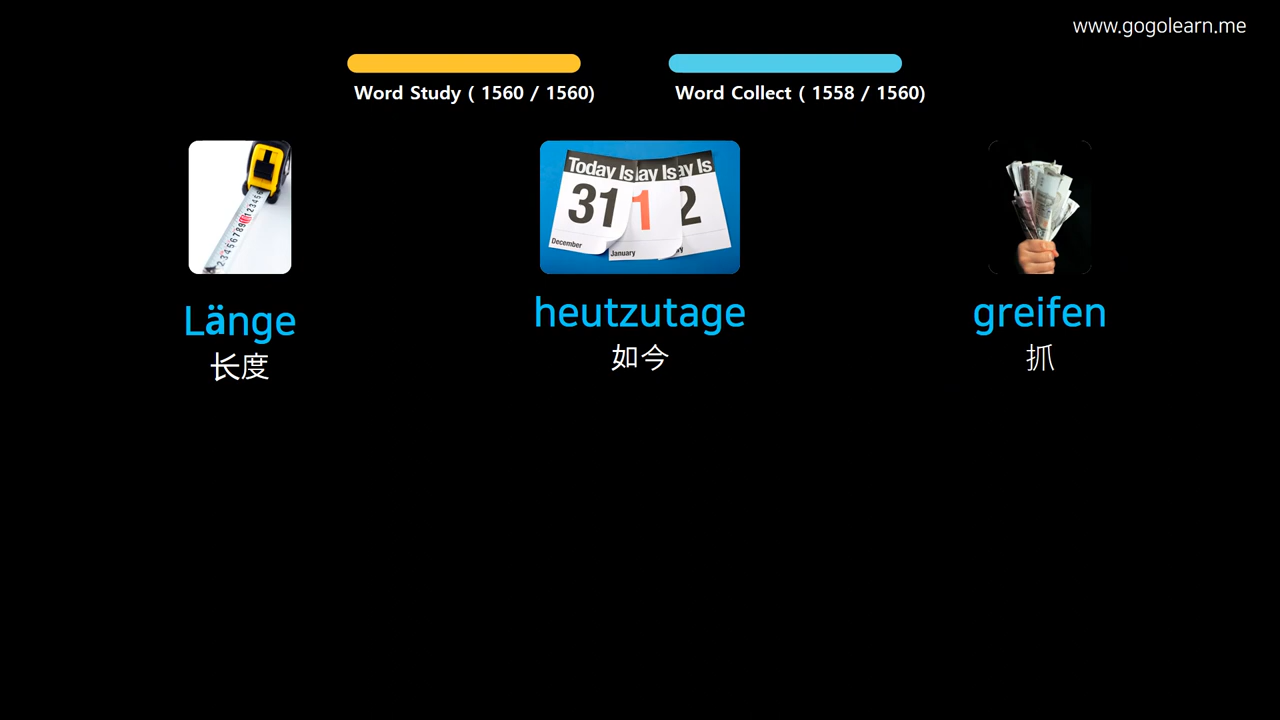 www.gogolearn.me
Word Study ( 1560 / 1560)
Word Collect ( 1558 / 1560)
Today Is
ay Is
ay Is
31
1
2
December
January
Länge
heutzutage
greifen
长度
如今
抓